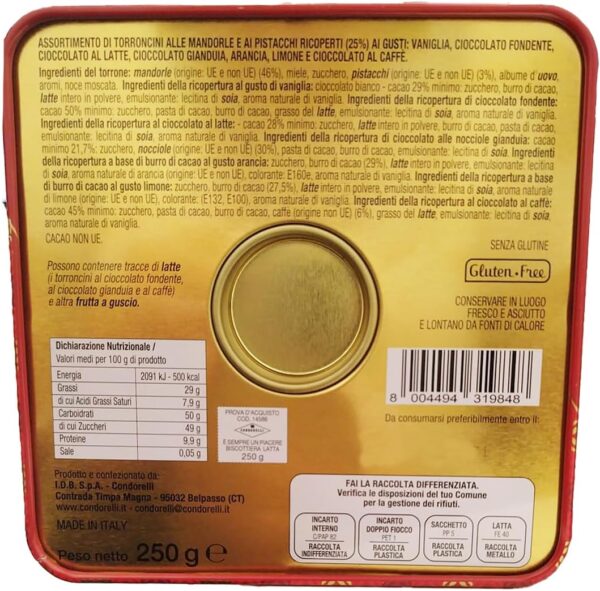 ASSORTIMENTO DI TORRONCINI ALLE MANDORLE E AI PISTACCHI RICOPERTI (25%) AI GUSTI: VANIGLIA, CIOCCOLATO FONDENTE,
CIOCCOLATO AL LATTE, CIOCCOLATO GIANDUIA, ARANCIA, LIMONE E CIOCCOLATO AL CAFFÈ.
Ingredienti del torrone: mandorle (origine: UE e non UE) (46%), miele, zucchero, pistacchi (origine: UE e non UE) (3%), albume d'uovo,
aromi, noce moscata. Ingredienti della ricopertura al gusto di vaniglia: cioccolato bianco - cacao 29% minimo: zucchero, burro di cacao,
latte intero in polvere, emulsionante: lecitina di soia, aroma naturale di vaniglia. Ingredienti della ricopertura di cioccolato fondente:
cacao 50% minimo: zucchero, pasta di cacao, burro di cacao, grasso del latte, emulsionante: lecitina di soia, aroma naturale di vaniglia.
Ingredienti della ricopertura al cioccolato al latte: - cacao 28% minimo: zucchero, latte intero in polvere, burro di cacao, pasta di cacao,
emulsionante: lecitina di soia, aroma naturale di vaniglia. Ingredienti della ricopertura di cioccolato alle nocciole gianduia: cacao
minimo 21,7%: zucchero, nocciole (origine: UE e non UE) (30%), pasta di cacao, burro di cacao, emulsionante: lecitina di soia. Ingredienti
della ricopertura a base di burro di cacao al gusto arancia: zucchero, burro di cacao (29%), latte intero in polvere, emulsionante: lecitina
di soia, aroma naturale di arancia (origine: UE e non UE), colorante: E160e, aroma naturale di vaniglia. Ingredienti della ricopertura a base
di burro di cacao al gusto limone: zucchero, burro di cacao (27,5%), latte intero in polvere, emulsionante: lecitina di soia, aroma naturale
di limone (origine: UE e non UE), colorante: (E132, E100), aroma naturale di vaniglia. Ingredienti della ricopertura al cioccolato al caffè:
cacao 45% minimo: zucchero, pasta di cacao, burro di cacao, caffè (origine non UE) (6%), grasso del latte, emulsionante: lecitina di soia,
aroma naturale di vaniglia.
CACAO NON UE.
Possono contenere tracce di latte
(i torroncini al cioccolato fondente,
al cioccolato gianduia e al caffè)
e altra frutta a guscio.
SENZA GLUTINE
Gluten-Free
CONSERVARE IN LUOGO
FRESCO E ASCIUTTO
E LONTANO DA FONTI DI CALORE
Dichiarazione Nutrizionale /
Valori medi per 100 g di prodotto
Energia 2091 kJ - 500 kcal
Grassi 29 g
di cui Acidi Grassi Saturi 7,9 g
Carboidrati 50 g
di cui Zuccheri 49 g
Proteine 9,9 g
Sale 0,05 g
PROVA D'ACQUISTO
COD. 14586
CONDORELLI
È SEMPRE UN PIACERE
BISCOTTIERA LATTA
250 g
8 004494 319848
Da consumarsi preferibilmente entro il:
Prodotto e confezionato da:
I.D.B. S.p.A. - Condorelli
Contrada Timpa Magna - 95032 Belpasso (CT)
www.condorelli.it - condorelli@condorelli.it
MADE IN ITALY
Peso netto 250 g e
FAI LA RACCOLTA DIFFERENZIATA.
Verifica le disposizioni del tuo Comune
per la gestione dei rifiuti.
INCARTO INTERNO C/PAP 82 RACCOLTA INDIFFERENZIATA
INCARTO DOPPIO FIOCCO PET 1 RACCOLTA PLASTICA
SACCHETTO PP 5 RACCOLTA PLASTICA
LATTA FE 40 RACCOLTA METALLO